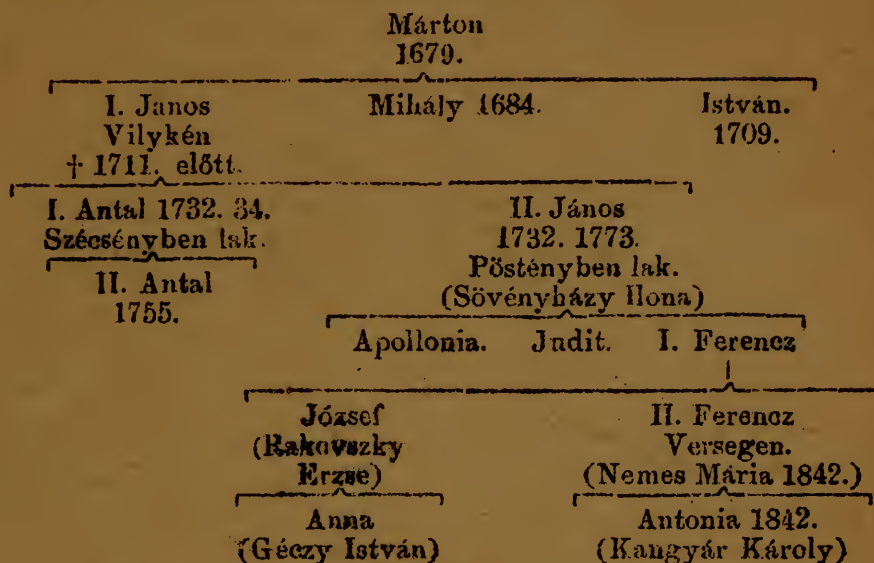 Márton
1679.
I. Janos Mihály 1684. István.
Vilykén 1709.
† 1711. előtt.
I. Antal 1732. 34. II. János
Szécsényben lak. 1732. 1773.
II. Antal Pöstényben lak.
1755. (Sövényházy Ilona)
Apollonia. Judit. I. Ferencz
József II. Ferencz
(Rakovszky Versegen.
Erzse) (Nemes Mária 1842.)
Anna Antonia 1842.
(Géczy István) (Kangyár Károly)